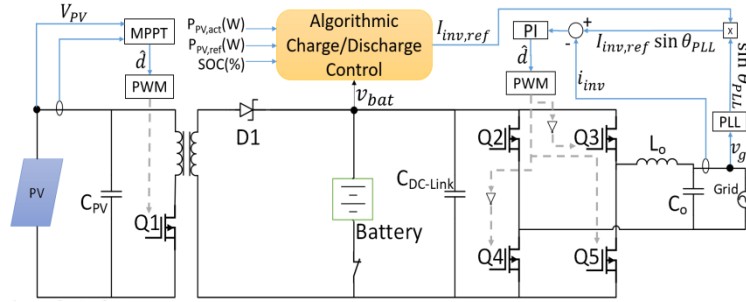 V_PV
MPPT
d̂
PWM
P_PV,act(W)
P_PV,ref(W)
SOC(%)
Algorithmic
Charge/Discharge
Control
I_inv,ref
v_bat
PI
d̂
PWM
+
-
I_inv,ref sin θ_PLL
x
sin θ_PLL
i_inv
PLL
v_g
D1
Q2
Q3
L_o
PV
C_PV
Q1
C_DC-Link
Battery
C_o
Grid
Q4
Q5